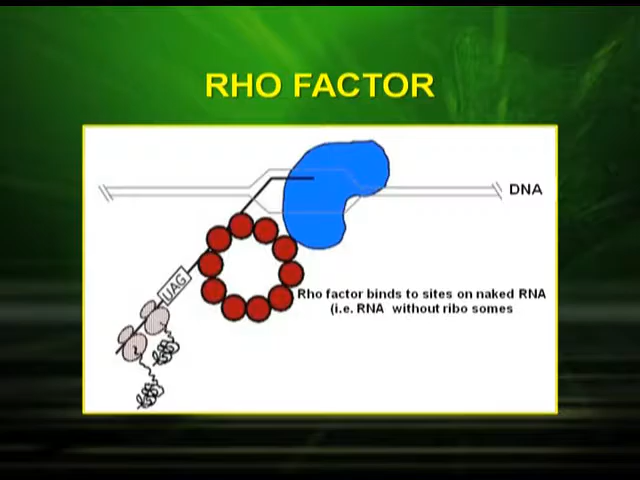 RHO FACTOR
DNA
UAG
Rho factor binds to sites on naked RNA
(i.e. RNA without ribo somes